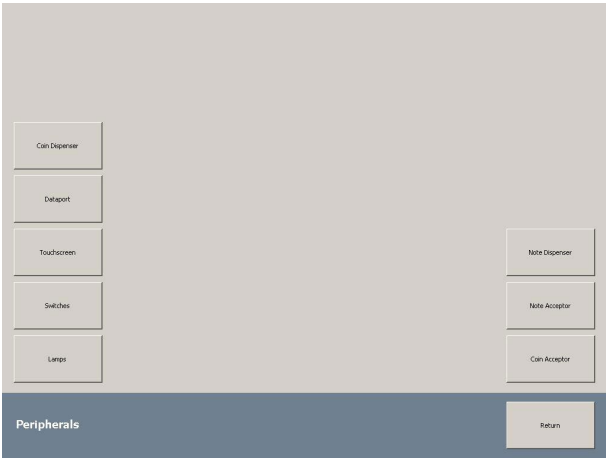 Coin Dispenser
Dataport
Touchscreen
Note Dispenser
Switches
Note Acceptor
Lamps
Coin Acceptor
Peripherals
Return